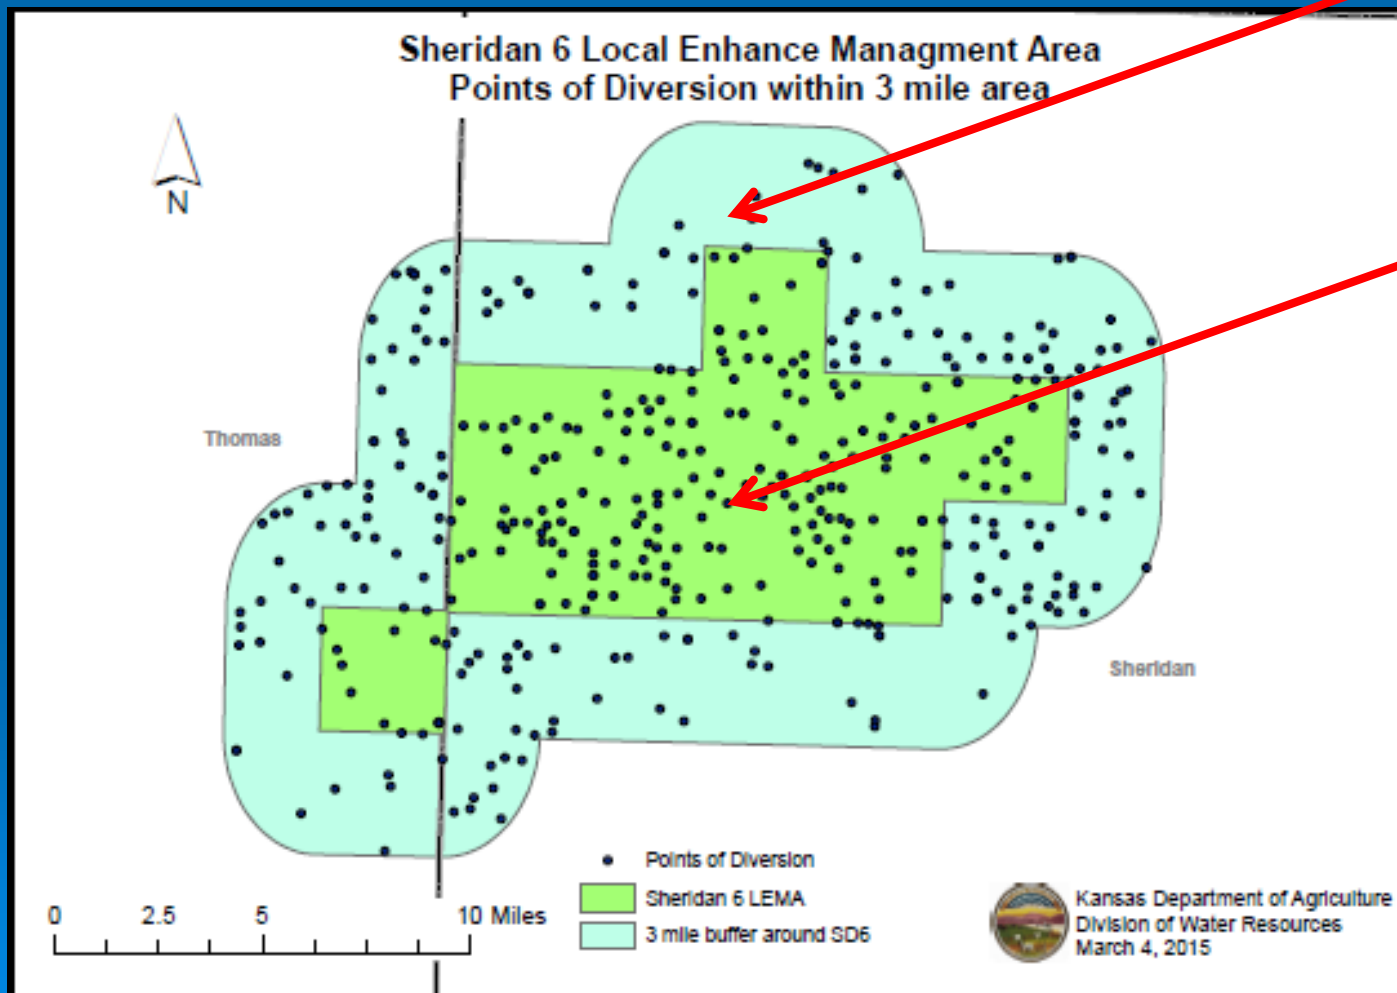 Sheridan 6 Local Enhance Managment Area
Points of Diversion within 3 mile area
N
Thomas
Sheridan
Points of Diversion
Sheridan 6 LEMA
3 mile buffer around SD6
0 2.5 5 10 Miles
Kansas Department of Agriculture
Division of Water Resources
March 4, 2015